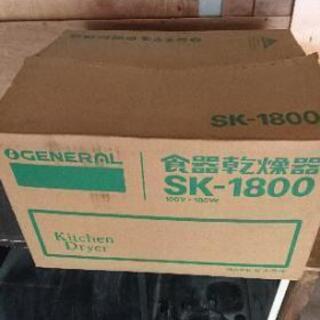 SK-1800
GENERAL
食器乾燥器
SK-1800
100V-180W
Kitchen
Dryer